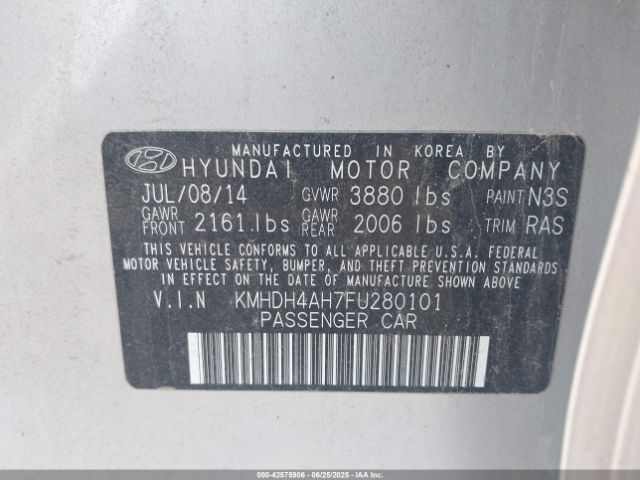 MANUFACTURED IN KOREA BY
HYUNDAI MOTOR COMPANY
JUL/08/14 GVWR 3880 lbs PAINT N3S
GAWR FRONT 2161 lbs GAWR REAR 2006 lbs TRIM RAS
THIS VEHICLE CONFORMS TO ALL APPLICABLE U.S.A. FEDERAL
MOTOR VEHICLE SAFETY, BUMPER, AND THEFT PREVENTION STANDARDS
IN EFFECT ON THE DATE OF MANUFACTURE SHOWN ABOVE.
V.I.N KMHDH4AH7FU280101
PASSENGER CAR
000-42575906 - 06/25/2025 - COPYRIGHT IAA, LLC.